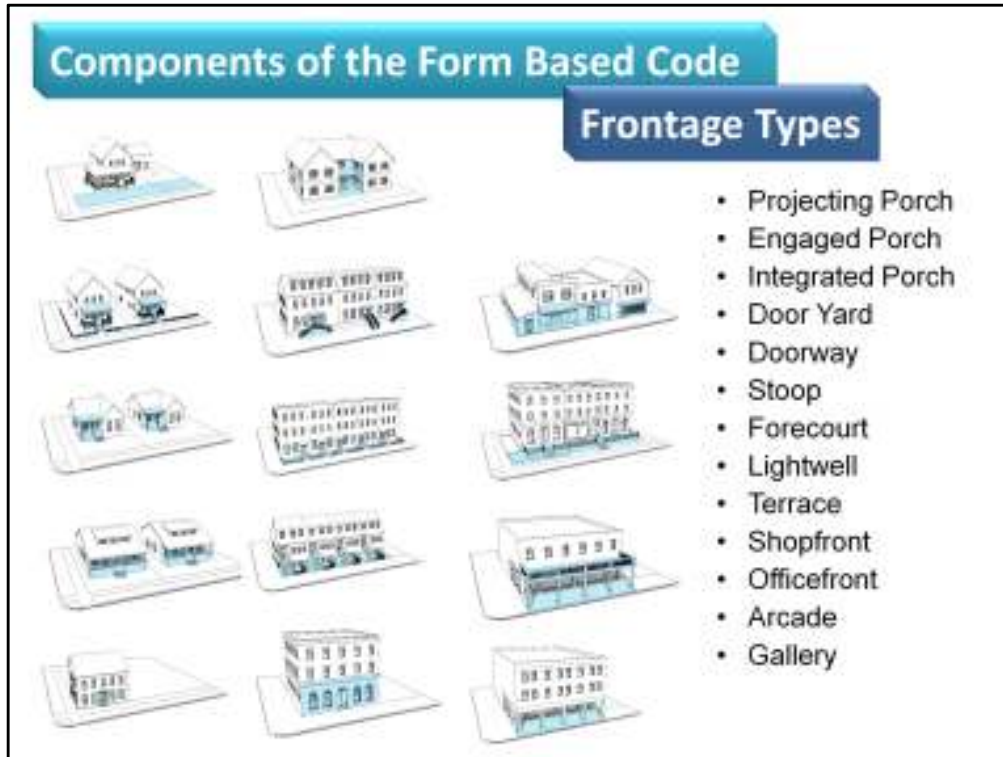 Components of the Form Based Code
Frontage Types
• Projecting Porch
• Engaged Porch
• Integrated Porch
• Door Yard
• Doorway
• Stoop
• Forecourt
• Lightwell
• Terrace
• Shopfront
• Officefront
• Arcade
• Gallery